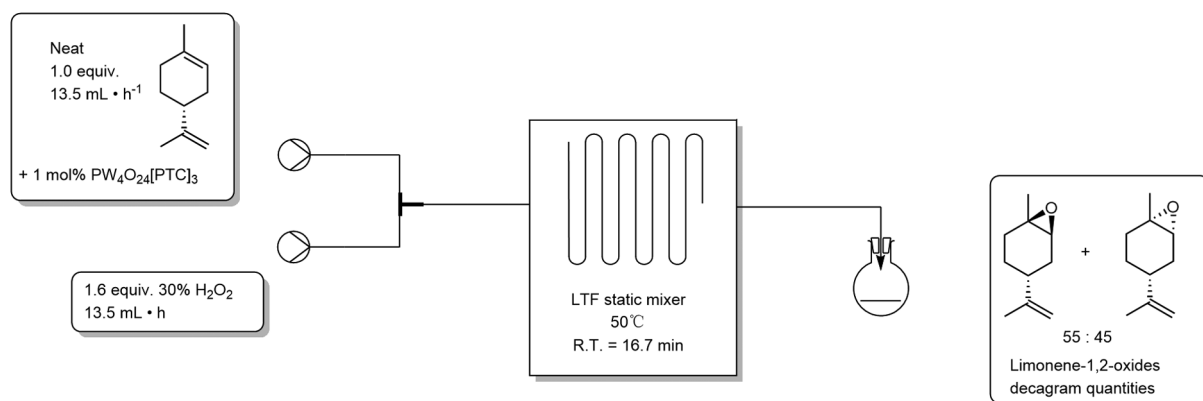 Neat
1.0 equiv.
13.5 mL • h⁻¹
+ 1 mol% PW₄O₂₄[PTC]₃
1.6 equiv. 30% H₂O₂
13.5 mL • h
LTF static mixer
50℃
R.T. = 16.7 min
O
O
+
55 : 45
Limonene-1,2-oxides
decagram quantities